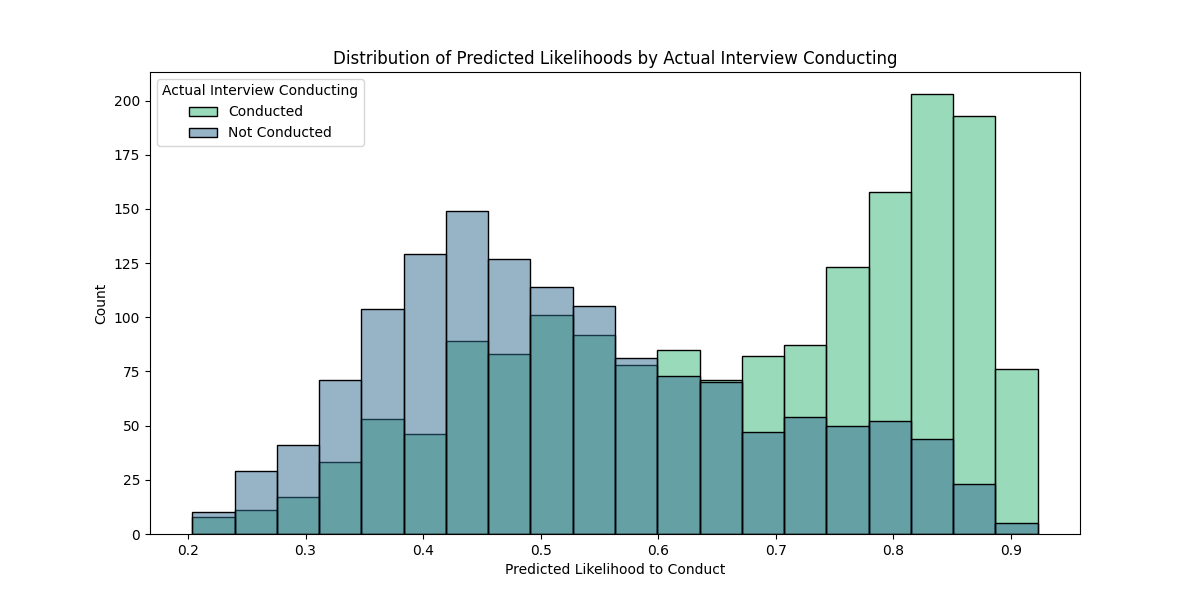 Distribution of Predicted Likelihoods by Actual Interview Conducting
Actual Interview Conducting
Conducted
Not Conducted
200
175
150
125
100
75
50
25
0
Count
0.2 0.3 0.4 0.5 0.6 0.7 0.8 0.9
Predicted Likelihood to Conduct